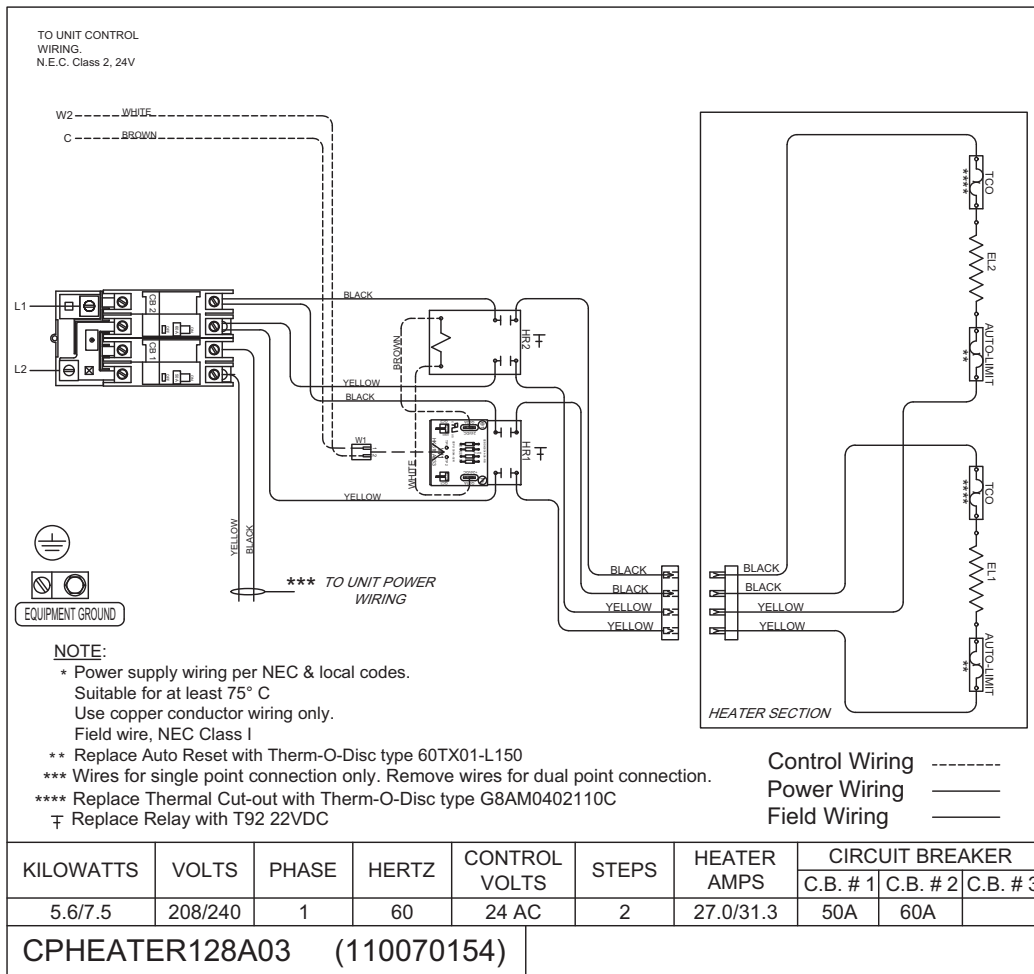 TO UNIT CONTROL
WIRING.
N.E.C. Class 2, 24V
W2
WHITE
C
BROWN
L1
L2
CB 2
CB 1
BLACK
YELLOW
BLACK
YELLOW
BROWN
WHITE
HR2
HR1
W1
YELLOW
BLACK
*** TO UNIT POWER
WIRING
EQUIPMENT GROUND
BLACK
BLACK
YELLOW
YELLOW
BLACK
BLACK
YELLOW
YELLOW
TCO
****
EL2
AUTO-LIMIT
**
TCO
****
EL1
AUTO-LIMIT
**
HEATER SECTION
NOTE:
* Power supply wiring per NEC & local codes.
Suitable for at least 75° C
Use copper conductor wiring only.
Field wire, NEC Class I
** Replace Auto Reset with Therm-O-Disc type 60TX01-L150
*** Wires for single point connection only. Remove wires for dual point connection.
**** Replace Thermal Cut-out with Therm-O-Disc type G8AM0402110C
Replace Relay with T92 22VDC
Control Wiring
Power Wiring
Field Wiring
KILOWATTS VOLTS PHASE HERTZ CONTROL VOLTS STEPS HEATER AMPS CIRCUIT BREAKER
C.B. # 1 C.B. # 2 C.B. # 3
5.6/7.5 208/240 1 60 24 AC 2 27.0/31.3 50A 60A
CPHEATER128A03 (110070154)